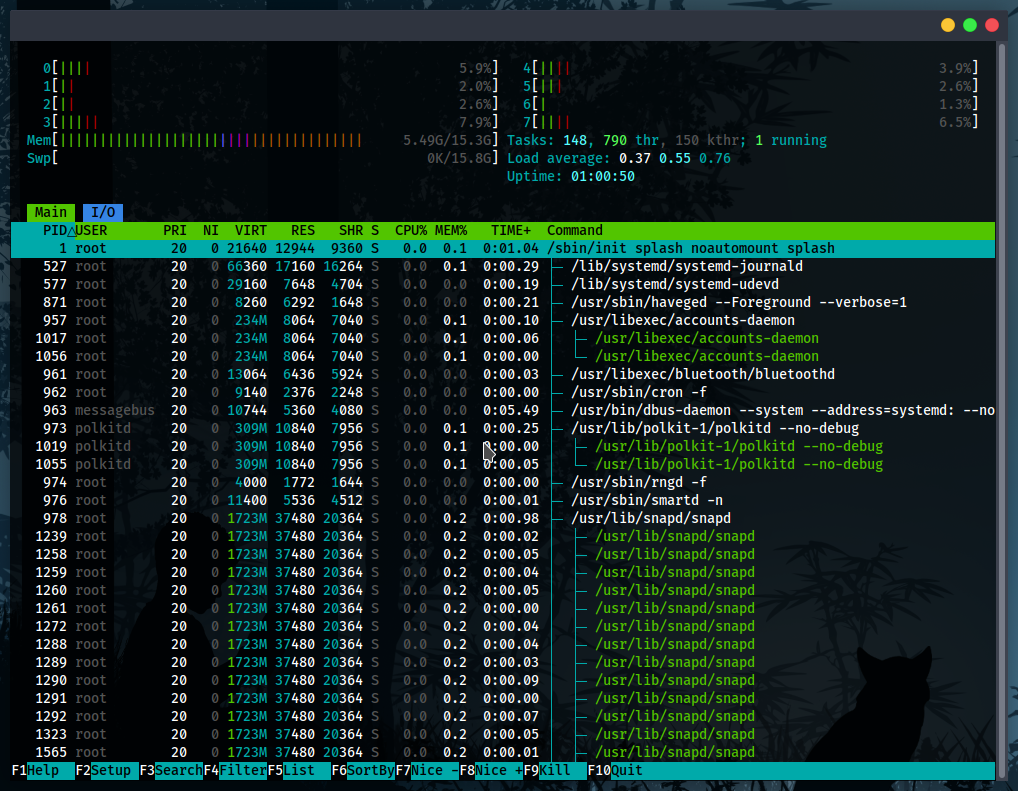 0[|||| 5.9%] 4[|||| 3.9%]
1[|| 2.0%] 5[||| 2.6%]
2[|| 2.6%] 6[| 1.3%]
3[||||| 7.9%] 7[|||| 6.5%]
Mem[|||||||||||||||||||||||||||||||||||||| 5.49G/15.3G] Tasks: 148, 790 thr, 150 kthr; 1 running
Swp[ 0K/15.8G] Load average: 0.37 0.55 0.76
Uptime: 01:00:50
Main I/O
PID△USER PRI NI VIRT RES SHR S CPU% MEM% TIME+ Command
1 root 20 0 21640 12944 9360 S 0.0 0.1 0:01.04 /sbin/init splash noautomount splash
527 root 20 0 66360 17160 16264 S 0.0 0.1 0:00.29 ├─ /lib/systemd/systemd-journald
577 root 20 0 29160 7648 4704 S 0.0 0.0 0:00.19 ├─ /lib/systemd/systemd-udevd
871 root 20 0 8260 6292 1648 S 0.0 0.0 0:00.21 ├─ /usr/sbin/haveged --Foreground --verbose=1
957 root 20 0 234M 8064 7040 S 0.0 0.1 0:00.10 ├─ /usr/libexec/accounts-daemon
1017 root 20 0 234M 8064 7040 S 0.0 0.1 0:00.06 │ ├─ /usr/libexec/accounts-daemon
1056 root 20 0 234M 8064 7040 S 0.0 0.1 0:00.00 │ └─ /usr/libexec/accounts-daemon
961 root 20 0 13064 6436 5924 S 0.0 0.0 0:00.03 ├─ /usr/libexec/bluetooth/bluetoothd
962 root 20 0 9140 2376 2248 S 0.0 0.0 0:00.00 ├─ /usr/sbin/cron -f
963 messagebus 20 0 10744 5360 4080 S 0.0 0.0 0:05.49 ├─ /usr/bin/dbus-daemon --system --address=systemd: --no
973 polkitd 20 0 309M 10840 7956 S 0.0 0.1 0:00.25 ├─ /usr/lib/polkit-1/polkitd --no-debug
1019 polkitd 20 0 309M 10840 7956 S 0.0 0.1 0:00.00 │ ├─ /usr/lib/polkit-1/polkitd --no-debug
1055 polkitd 20 0 309M 10840 7956 S 0.0 0.1 0:00.05 │ └─ /usr/lib/polkit-1/polkitd --no-debug
974 root 20 0 4000 1772 1644 S 0.0 0.0 0:00.00 ├─ /usr/sbin/rngd -f
976 root 20 0 11400 5536 4512 S 0.0 0.0 0:00.01 ├─ /usr/sbin/smartd -n
978 root 20 0 1723M 37480 20364 S 0.0 0.2 0:00.98 ├─ /usr/lib/snapd/snapd
1239 root 20 0 1723M 37480 20364 S 0.0 0.2 0:00.02 │ ├─ /usr/lib/snapd/snapd
1258 root 20 0 1723M 37480 20364 S 0.0 0.2 0:00.05 │ ├─ /usr/lib/snapd/snapd
1259 root 20 0 1723M 37480 20364 S 0.0 0.2 0:00.04 │ ├─ /usr/lib/snapd/snapd
1260 root 20 0 1723M 37480 20364 S 0.0 0.2 0:00.05 │ ├─ /usr/lib/snapd/snapd
1261 root 20 0 1723M 37480 20364 S 0.0 0.2 0:00.00 │ ├─ /usr/lib/snapd/snapd
1272 root 20 0 1723M 37480 20364 S 0.0 0.2 0:00.04 │ ├─ /usr/lib/snapd/snapd
1288 root 20 0 1723M 37480 20364 S 0.0 0.2 0:00.04 │ ├─ /usr/lib/snapd/snapd
1289 root 20 0 1723M 37480 20364 S 0.0 0.2 0:00.03 │ ├─ /usr/lib/snapd/snapd
1290 root 20 0 1723M 37480 20364 S 0.0 0.2 0:00.09 │ ├─ /usr/lib/snapd/snapd
1291 root 20 0 1723M 37480 20364 S 0.0 0.2 0:00.00 │ ├─ /usr/lib/snapd/snapd
1292 root 20 0 1723M 37480 20364 S 0.0 0.2 0:00.07 │ ├─ /usr/lib/snapd/snapd
1323 root 20 0 1723M 37480 20364 S 0.0 0.2 0:00.05 │ ├─ /usr/lib/snapd/snapd
1565 root 20 0 1723M 37480 20364 S 0.0 0.2 0:00.01 │ ├─ /usr/lib/snapd/snapd
F1Help F2Setup F3SearchF4FilterF5List F6SortByF7Nice -F8Nice +F9Kill F10Quit